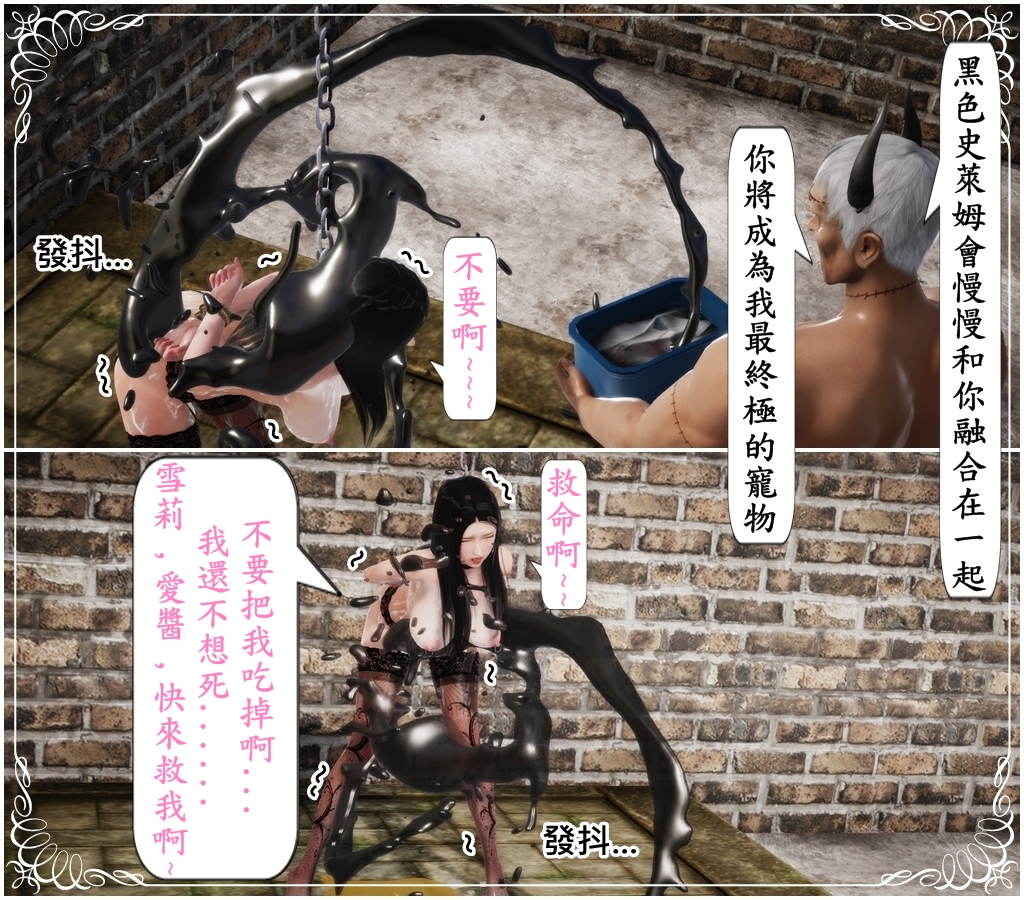 黑色史萊姆會慢慢和你融合在一起
你將成為我最終極的寵物
不要啊~~~
發抖...
救命啊~~
不要把我吃掉啊....
我還不想死.......
雪莉,愛醬,快來救我啊~
發抖...